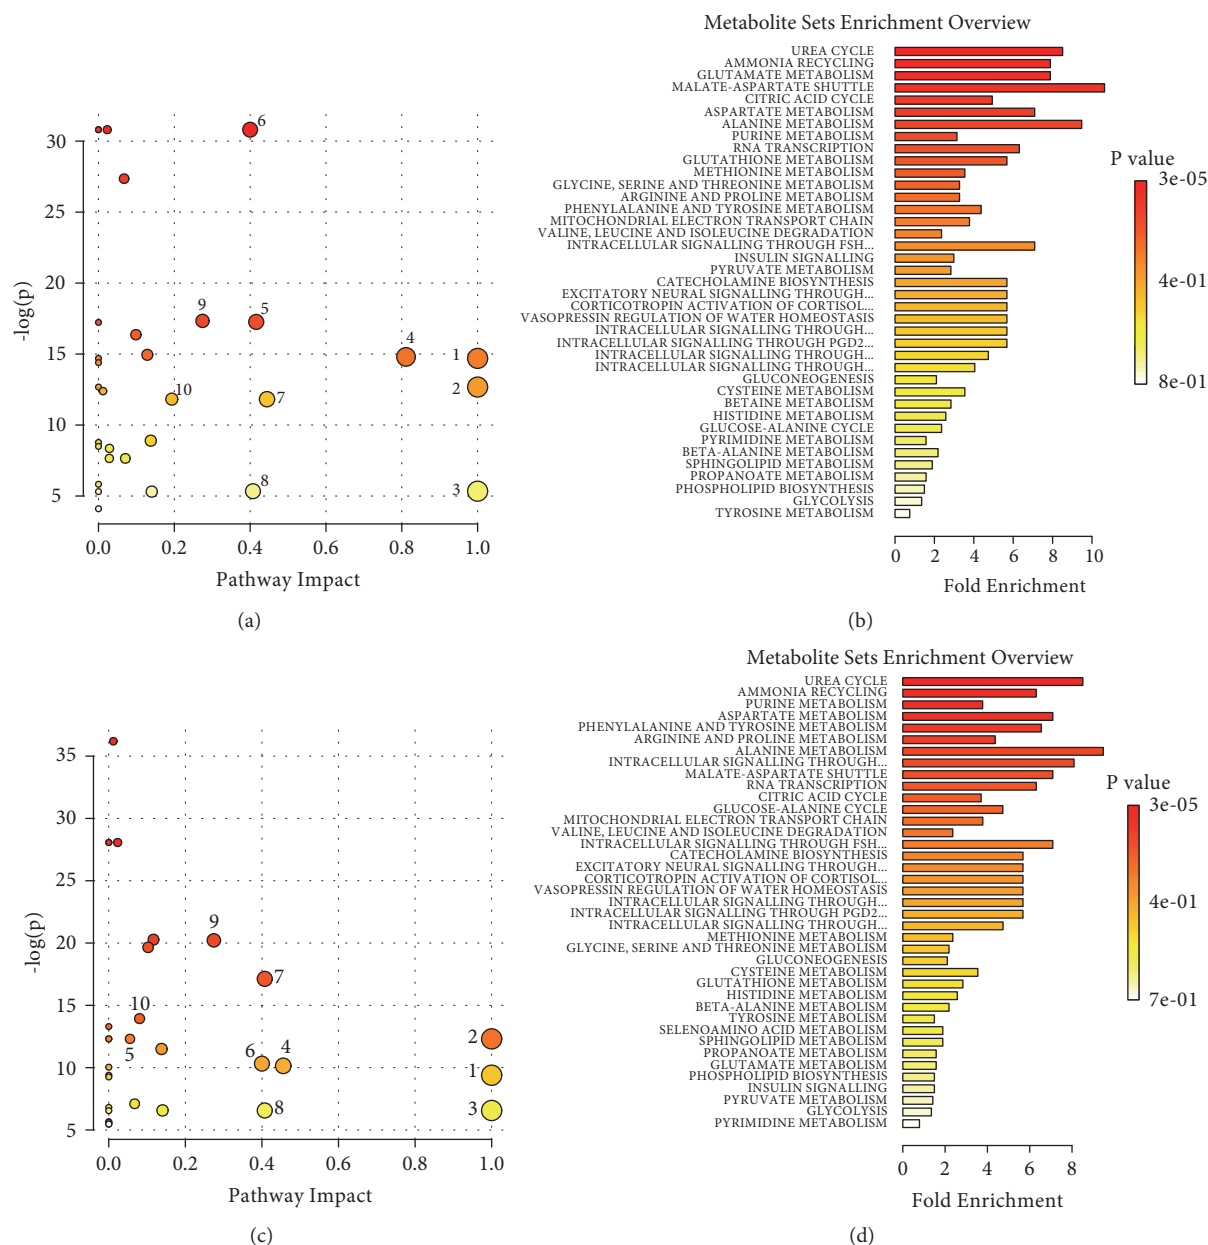 -log(p)
30
25
20
15
10
5
6
9
5
4
1
2
10
7
8
3
0.0 0.2 0.4 0.6 0.8 1.0
Pathway Impact
(a)
Metabolite Sets Enrichment Overview
UREA CYCLE
AMMONIA RECYCLING
GLUTAMATE METABOLISM
MALATE-ASPARTATE SHUTTLE
CITRIC ACID CYCLE
ASPARTATE METABOLISM
ALANINE METABOLISM
PURINE METABOLISM
RNA TRANSCRIPTION
GLUTATHIONE METABOLISM
METHIONINE METABOLISM
GLYCINE, SERINE AND THREONINE METABOLISM
ARGININE AND PROLINE METABOLISM
PHENYLALANINE AND TYROSINE METABOLISM
MITOCHONDRIAL ELECTRON TRANSPORT CHAIN
VALINE, LEUCINE AND ISOLEUCINE DEGRADATION
INTRACELLULAR SIGNALLING THROUGH FSH...
INSULIN SIGNALLING
PYRUVATE METABOLISM
CATECHOLAMINE BIOSYNTHESIS
EXCITATORY NEURAL SIGNALLING THROUGH...
CORTICOTROPIN ACTIVATION OF CORTISOL...
VASOPRESSIN REGULATION OF WATER HOMEOSTASIS
INTRACELLULAR SIGNALLING THROUGH...
INTRACELLULAR SIGNALLING THROUGH PGD2...
INTRACELLULAR SIGNALLING THROUGH...
INTRACELLULAR SIGNALLING THROUGH...
GLUCONEOGENESIS
CYSTEINE METABOLISM
BETAINE METABOLISM
HISTIDINE METABOLISM
GLUCOSE-ALANINE CYCLE
PYRIMIDINE METABOLISM
BETA-ALANINE METABOLISM
SPHINGOLIPID METABOLISM
PROPANOATE METABOLISM
PHOSPHOLIPID BIOSYNTHESIS
GLYCOLYSIS
TYROSINE METABOLISM
0 2 4 6 8 10
Fold Enrichment
P value
3e-05
4e-01
8e-01
(b)
-log(p)
35
30
25
20
15
10
5
9
7
10
5
6
4
2
1
8
3
0.0 0.2 0.4 0.6 0.8 1.0
Pathway Impact
(c)
Metabolite Sets Enrichment Overview
UREA CYCLE
AMMONIA RECYCLING
PURINE METABOLISM
ASPARTATE METABOLISM
PHENYLALANINE AND TYROSINE METABOLISM
ARGININE AND PROLINE METABOLISM
ALANINE METABOLISM
INTRACELLULAR SIGNALLING THROUGH...
MALATE-ASPARTATE SHUTTLE
RNA TRANSCRIPTION
CITRIC ACID CYCLE
GLUCOSE-ALANINE CYCLE
MITOCHONDRIAL ELECTRON TRANSPORT CHAIN
VALINE, LEUCINE AND ISOLEUCINE DEGRADATION
INTRACELLULAR SIGNALLING THROUGH FSH...
CATECHOLAMINE BIOSYNTHESIS
EXCITATORY NEURAL SIGNALLING THROUGH...
CORTICOTROPIN ACTIVATION OF CORTISOL...
VASOPRESSIN REGULATION OF WATER HOMEOSTASIS
INTRACELLULAR SIGNALLING THROUGH...
INTRACELLULAR SIGNALLING THROUGH PGD2...
INTRACELLULAR SIGNALLING THROUGH...
METHIONINE METABOLISM
GLYCINE, SERINE AND THREONINE METABOLISM
GLUCONEOGENESIS
CYSTEINE METABOLISM
GLUTATHIONE METABOLISM
HISTIDINE METABOLISM
BETA-ALANINE METABOLISM
TYROSINE METABOLISM
SELENOAMINO ACID METABOLISM
SPHINGOLIPID METABOLISM
PROPANOATE METABOLISM
GLUTAMATE METABOLISM
PHOSPHOLIPID BIOSYNTHESIS
INSULIN SIGNALLING
PYRUVATE METABOLISM
GLYCOLYSIS
PYRIMIDINE METABOLISM
0 2 4 6 8
Fold Enrichment
P value
3e-05
4e-01
7e-01
(d)